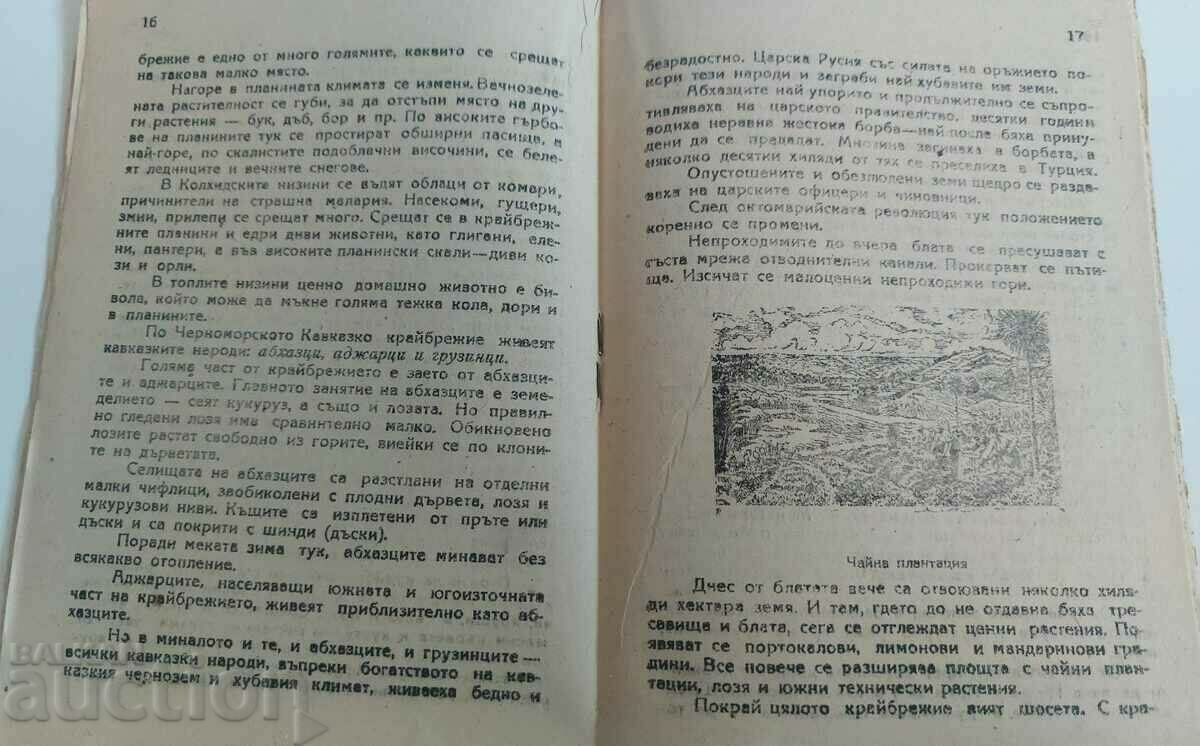 16
брежие е едно от много голямите, каквито се срещат
на такова малко място.
Нагоре в планината климата се изменя. Вечнозеле-
ната растителност се губи, за да отстъпи място на дру-
ги растения — бук, дъб, бор и пр. По високите гърбо-
ве на планините тук се простират обширни пасища, а
най-горе, по скалистите подоблачни височини, се беле-
ят ледниците и вечните снегове.
В Колхидските низини се въдят облаци от комари,
причинители на страшна малария. Насекоми, гущери,
змии, прилепи се срещат много. Срещат се в крайбреж-
ните планини и едри диви животни, като глигани, еле-
ни, пантери, а във високите планински скали—диви ко-
зи и орли.
В топлите низини ценно домашно животно е би-
вола, който може да мъкне голяма тежка кола, дори и
в планините.
По Черноморското Кавказко крайбрежие живеят
кавказките народи: абхазци, аджарци и грузинци.
Голяма част от крайбрежието е заето от абхазци-
те и аджарците. Главното занятие на абхазците е земе-
делието — сеят кукуруз, а също и лозата. Но правил-
но гледани лозя има сравнително малко. Обикновено
лозите растат свободно из горите, виейки се по клони-
те на дърветата.
Селищата на абхазците са разстлани на отделни
малки чифлици, заобиколени с плодни дървета, лозя и
кукурузови ниви. Къщите са изплетени от пръте или
дъски и са покрити с шинди (дъски).
Поради меката зима тук, абхазците минават без
всякакво отопление.
Аджарците, населяващи южната и югоизточната
част на крайбрежието, живеят приблизително като аб-
хазците.
Но в миналото и те, и абхазците, и грузинците —
всички кавказки народи, въпреки богатството на кав-
казкия чернозем и хубавия климат, живееха бедно и
17
безрадостно. Царска Русия със силата на оръжието по-
кори тези народи и заграби най хубавите им земи.
Абхазците най упорито и продължително се съпро-
тивляваха на царското правителство, десятки години
водиха неравна жестока борба—най после бяха прину-
дени да се предадат. Мнозина загинаха в борбата, а
няколко десятки хиляди от тях се преселиха в Турция.
Опустошените и обезлюдени земи щедро се разда-
ваха на царските офицери и чиновници.
След октомврийската революция тук положението
коренно се промени.
Непроходимите до вчера блата се пресушават с
гъста мрежа отводнителни канали. Прокарват се пъти-
ща. Изсичат се малоценни непроходими гори.
Чайна плантация
Днес от блатата вече са отвоювани няколко хиля-
ди хектара земя. И там, гдето до не отдавна бяха тре-
савища и блата, сега се отглеждат ценни растения. По-
явяват се портокалови, лимонови и мандаринови гра-
дини. Все повече се разширява площта с чайни план-
тации, лозя и южни технически растения.
Покрай цялото крайбрежие вият шосета. С кра-
auction